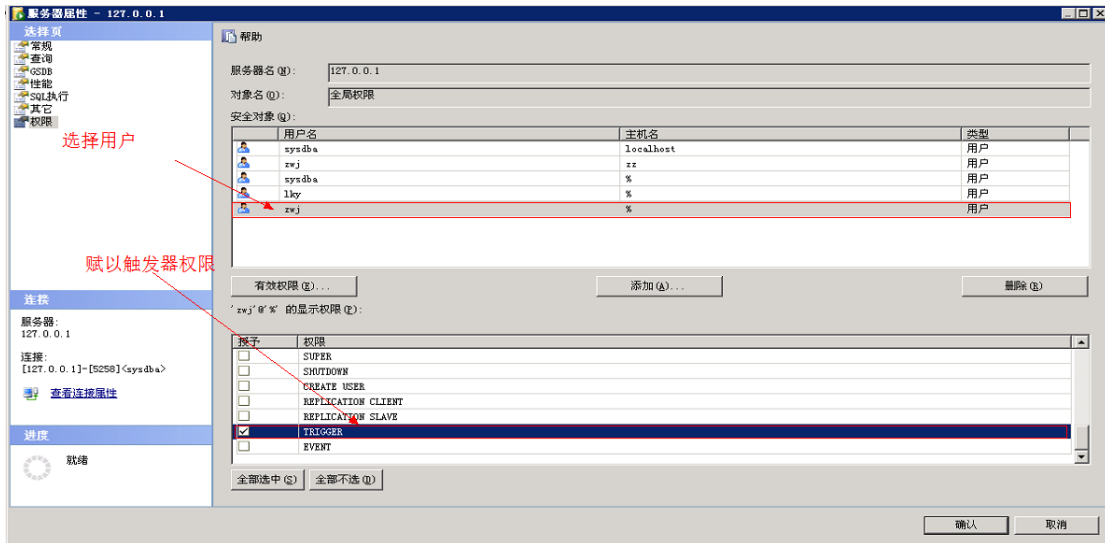 服务器属性 - 127.0.0.1
选择页
常规
查询
GSDB
性能
SQL执行
其它
权限
选择用户
赋以触发器权限
连接
服务器:
127.0.0.1
连接:
[127.0.0.1]-[5258]<sysdba>
查看连接属性
进度
就绪
帮助
服务器名(N): 127.0.0.1
对象名(O): 全局权限
安全对象(Q):
用户名 主机名 类型
sysdba localhost 用户
zwj zz 用户
sysdba % 用户
lky % 用户
zwj % 用户
有效权限(E)... 添加(A)... 删除(R)
'zwj'@'%' 的显示权限(P):
授予 权限
SUPER
SHUTDOWN
CREATE USER
REPLICATION CLIENT
REPLICATION SLAVE
TRIGGER
EVENT
全部选中(S) 全部不选(D)
确认 取消